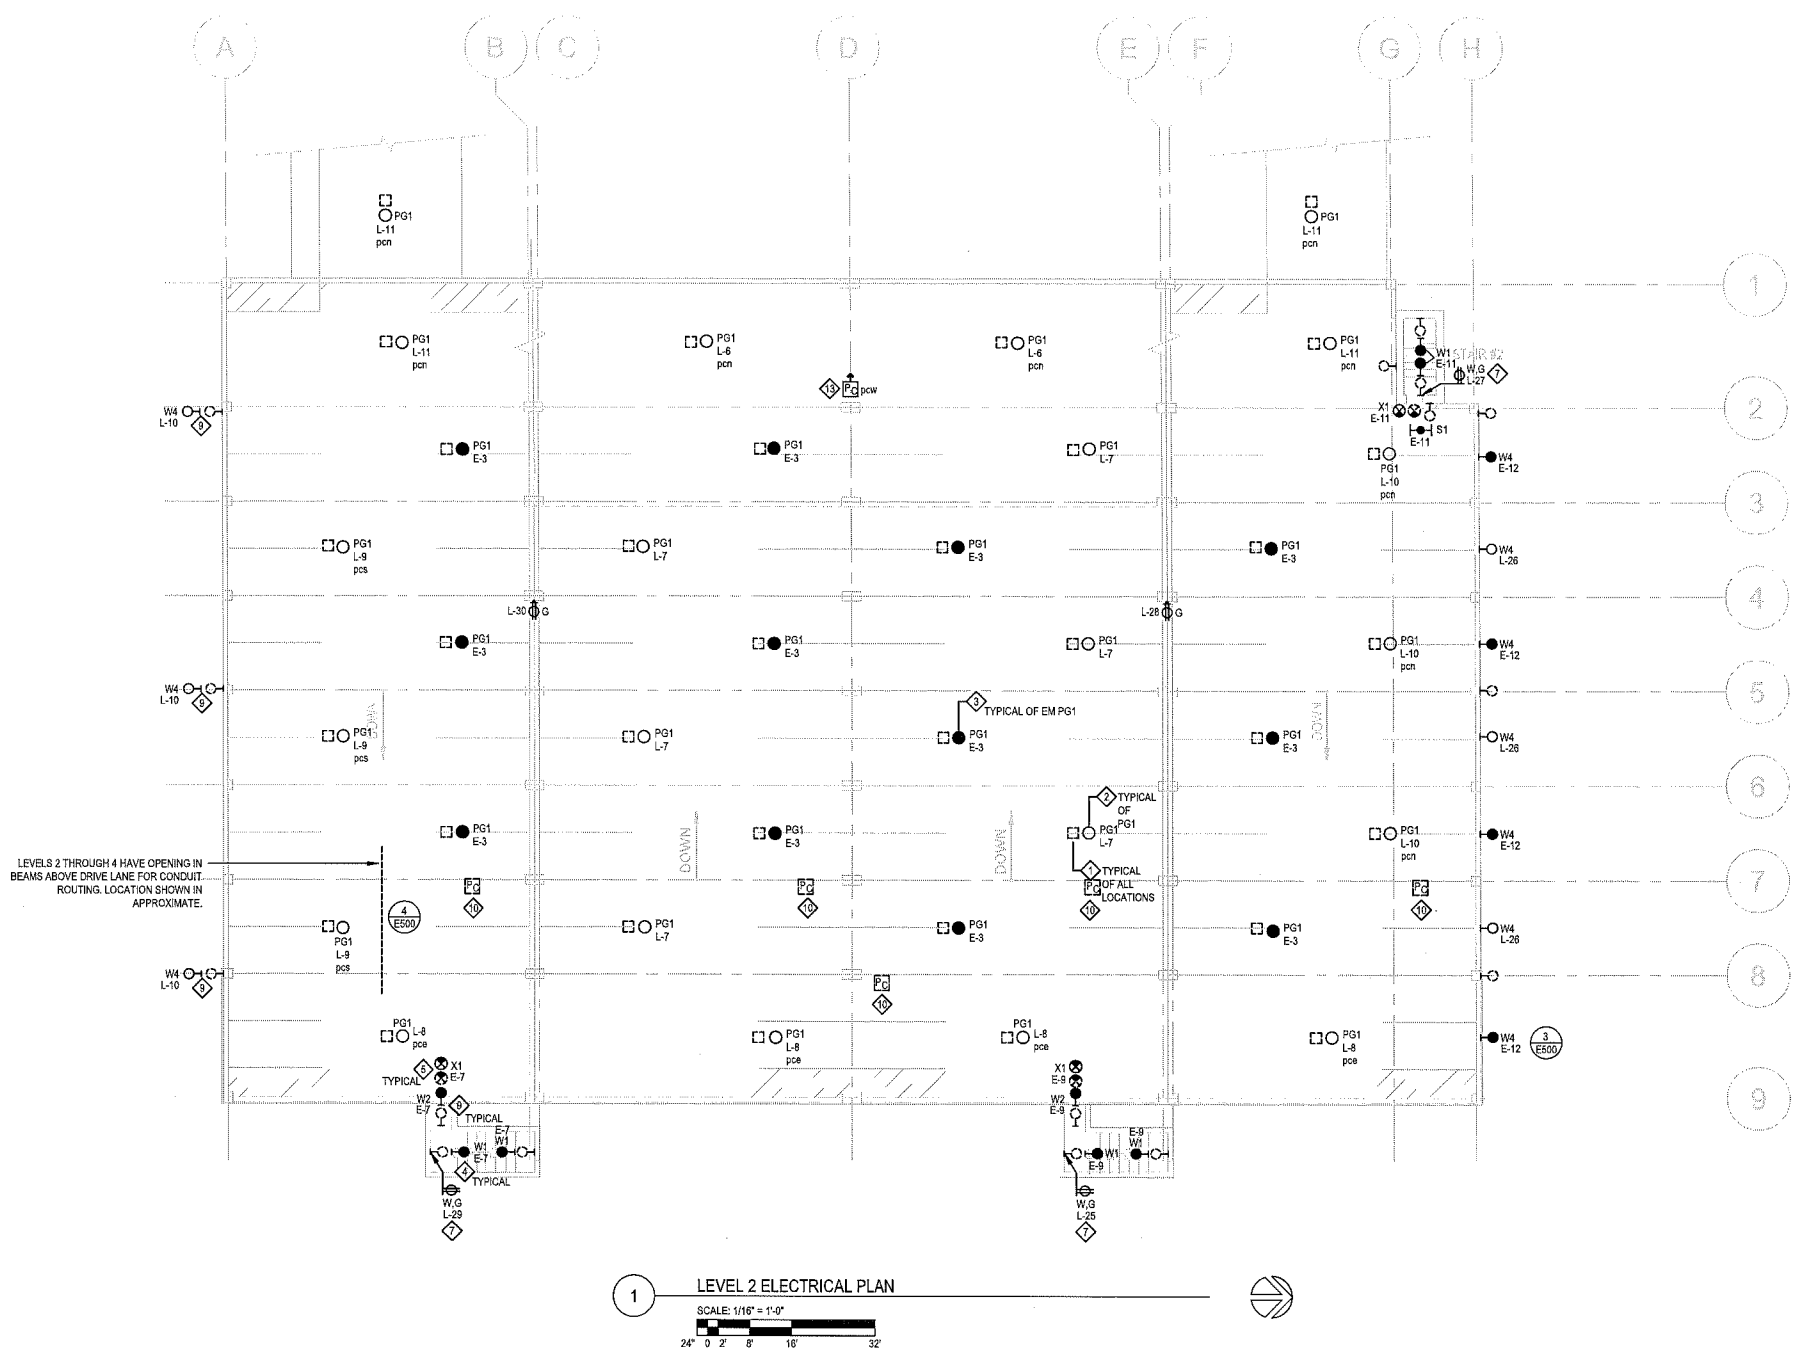 A
B
C
D
E
F
G
H
PG1
L-11
pcn
PG1
L-11
pcn
1
PG1
L-11
pcn
PG1
L-6
pcn
PG1
L-6
pcn
PG1
L-11
pcn
W1
E-11
STAIR #2
W,G
L-27
7
13
PC
pcw
W4
L-10
9
X1
E-11
S1
E-11
2
PG1
E-3
PG1
E-3
PG1
L-7
PG1
L-10
pcn
W4
E-12
3
PG1
L-9
pcs
PG1
L-7
PG1
E-3
PG1
E-3
W4
L-26
4
L-30
G
L-28
G
PG1
E-3
PG1
E-3
PG1
L-7
PG1
L-10
pcn
W4
E-12
W4
L-10
9
5
3
TYPICAL OF EM PG1
DOWN
DOWN
PG1
L-9
pcs
PG1
L-7
PG1
E-3
PG1
E-3
W4
L-26
6
2
TYPICAL
OF
PG1
PG1
E-3
PG1
E-3
PG1
L-7
PG1
L-10
pcn
W4
E-12
DOWN
DOWN
LEVELS 2 THROUGH 4 HAVE OPENING IN
BEAMS ABOVE DRIVE LANE FOR CONDUIT
ROUTING. LOCATION SHOWN IN
APPROXIMATE.
1
TYPICAL
OF ALL
LOCATIONS
7
PC
10
PC
10
PC
10
PC
10
4
E500
PG1
L-9
pcs
PG1
L-7
PG1
E-3
PG1
E-3
W4
L-26
W4
L-10
9
8
PC
10
PG1
L-8
pce
PG1
L-8
pce
PG1
L-8
pce
PG1
L-8
pce
W4
E-12
3
E500
TYPICAL
X1
E-7
W2
E-7
TYPICAL
E-7
W1
W1
E-7
4
TYPICAL
W,G
L-29
7
X1
E-9
W2
E-9
E-9
W1
W1
E-9
W,G
L-25
7
9
1
LEVEL 2 ELECTRICAL PLAN
SCALE: 1/16" = 1'-0"
24" 0 2' 8' 16' 32'